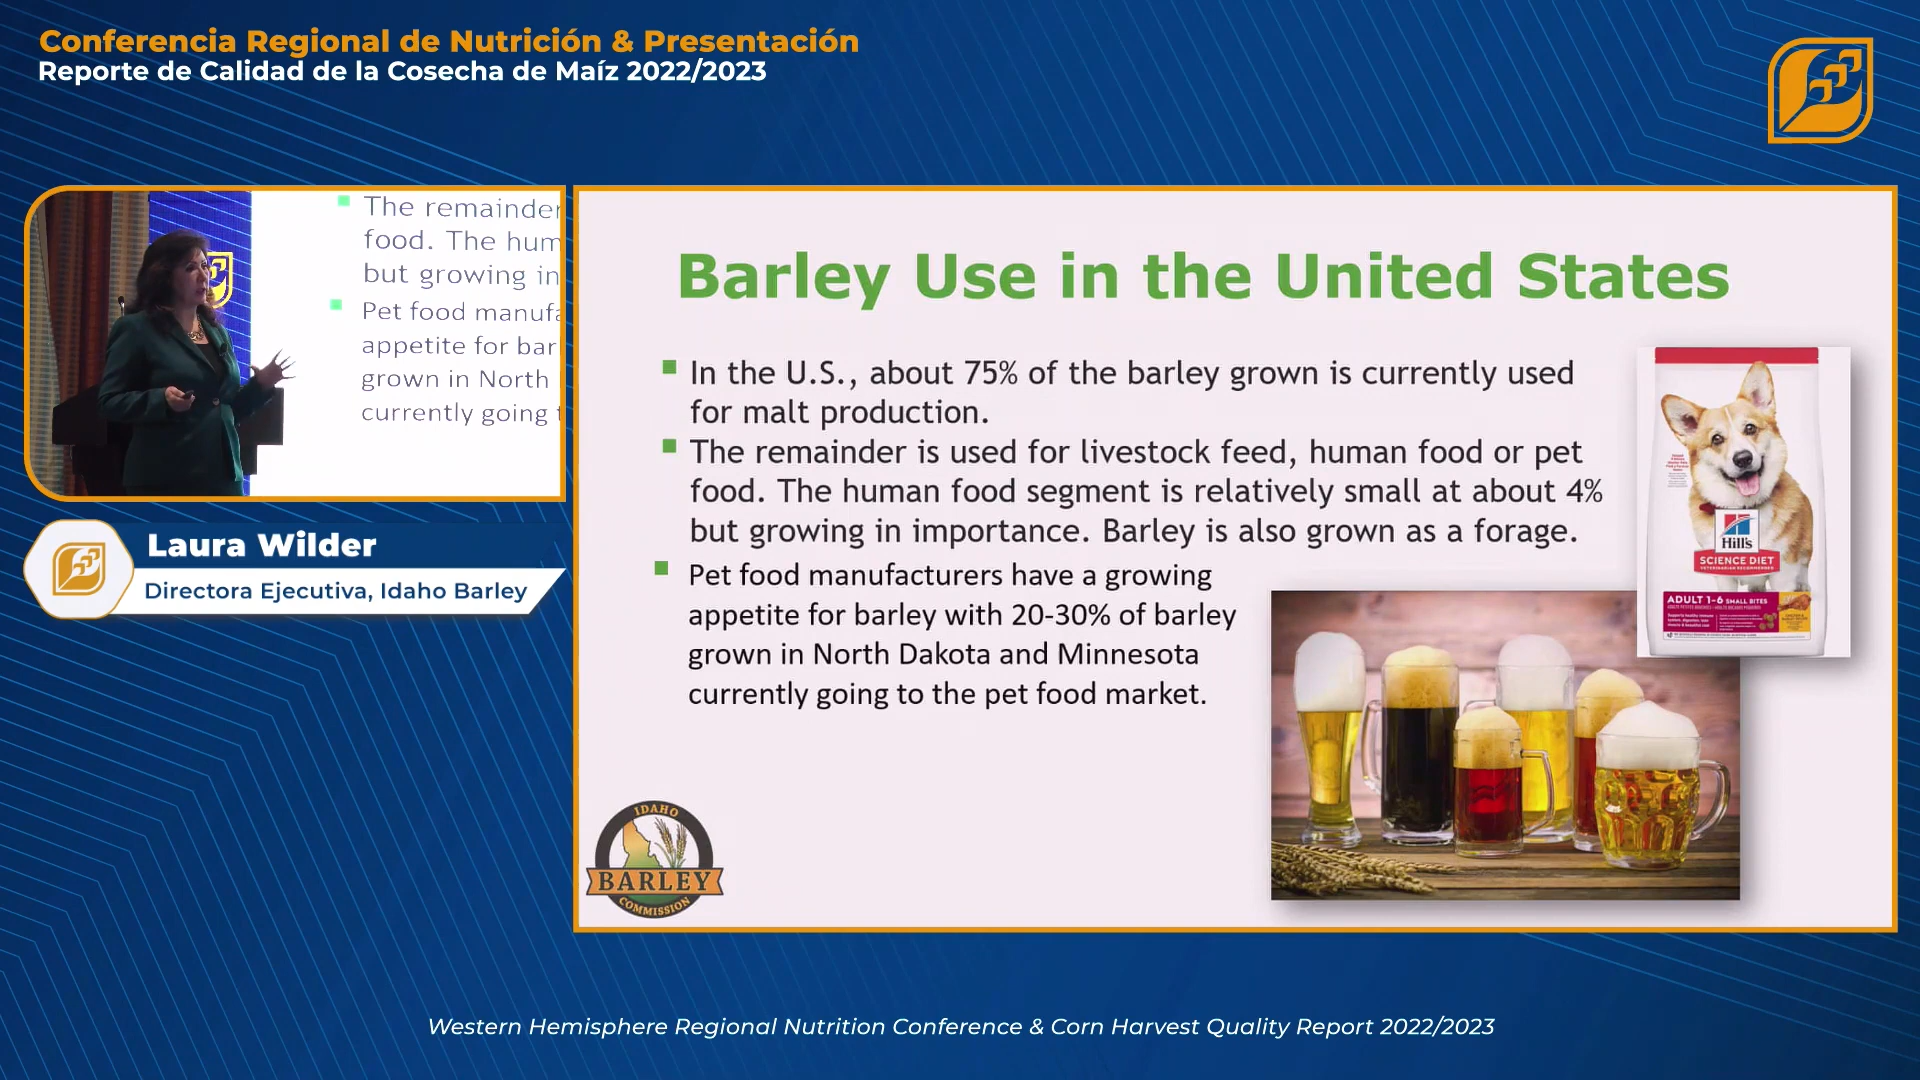 Conferencia Regional de Nutrición & Presentación
Reporte de Calidad de la Cosecha de Maíz 2022/2023
The remainder
food. The hum
but growing in
Pet food manufa
appetite for bar
grown in North
currently going t
Laura Wilder
Directora Ejecutiva, Idaho Barley
Barley Use in the United States
In the U.S., about 75% of the barley grown is currently used
for malt production.
The remainder is used for livestock feed, human food or pet
food. The human food segment is relatively small at about 4%
but growing in importance. Barley is also grown as a forage.
Pet food manufacturers have a growing
appetite for barley with 20-30% of barley
grown in North Dakota and Minnesota
currently going to the pet food market.
Hill's
SCIENCE DIET
VETERINARIAN RECOMMENDED
ADULT 1-6 SMALL BITES
IDAHO
BARLEY
COMMISSION
Western Hemisphere Regional Nutrition Conference & Corn Harvest Quality Report 2022/2023